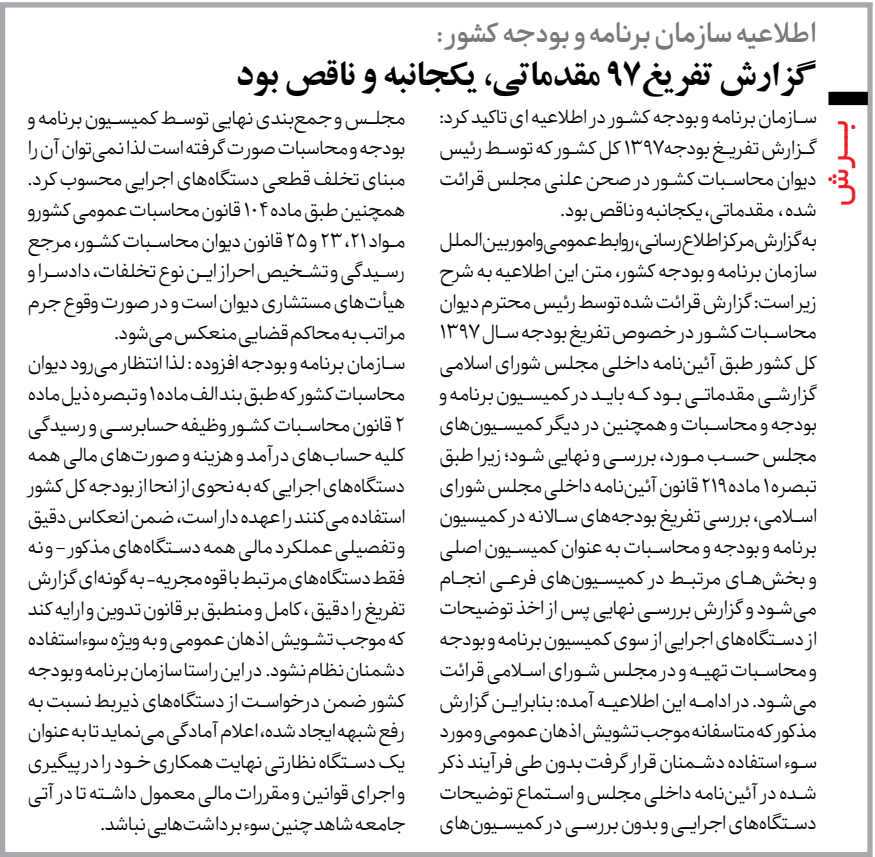 اطلاعیه سازمان برنامه و بودجه کشور:
گزارش تفریغ۹۷ مقدماتی، یکجانبه و ناقص بود
برش
سازمان برنامه و بودجه کشور در اطلاعیه ای تاکید کرد:
گزارش تفریغ بودجه۱۳۹۷ کل کشور که توسط رئیس
دیوان محاسبات کشور در صحن علنی مجلس قرائت
شده ، مقدماتی، یکجانبه و ناقص بود.
به گزارش مرکز اطلاع رسانی، روابط عمومی و امور بین الملل
سازمان برنامه و بودجه کشور، متن این اطلاعیه به شرح
زیر است: گزارش قرائت شده توسط رئیس محترم دیوان
محاسبات کشور در خصوص تفریغ بودجه سال ۱۳۹۷
کل کشور طبق آئین‌نامه داخلی مجلس شورای اسلامی
گزارشی مقدماتی بود که باید در کمیسیون برنامه و
بودجه و محاسبات و همچنین در دیگر کمیسیون‌های
مجلس حسب مورد، بررسی و نهایی شود؛ زیرا طبق
تبصره۱ ماده۲۱۹ قانون آئین‌نامه داخلی مجلس شورای
اسلامی، بررسی تفریغ بودجه‌های سالانه در کمیسیون
برنامه و بودجه و محاسبات به عنوان کمیسیون اصلی
و بخش‌های مرتبط در کمیسیون‌های فرعی انجام
می‌شود و گزارش بررسی نهایی پس از اخذ توضیحات
از دستگاه‌های اجرایی از سوی کمیسیون برنامه و بودجه
و محاسبات تهیه و در مجلس شورای اسلامی قرائت
می‌شود. در ادامه این اطلاعیه آمده: بنابراین گزارش
مذکور که متاسفانه موجب تشویش اذهان عمومی و مورد
سوء استفاده دشمنان قرار گرفت بدون طی فرآیند ذکر
شده در آئین‌نامه داخلی مجلس و استماع توضیحات
دستگاه‌های اجرایی و بدون بررسی در کمیسیون‌های
مجلس و جمع‌بندی نهایی توسط کمیسیون برنامه و
بودجه و محاسبات صورت گرفته است لذا نمی‌توان آن را
مبنای تخلف قطعی دستگاه‌های اجرایی محسوب کرد.
همچنین طبق ماده ۱۰۴ قانون محاسبات عمومی کشورو
مواد ۲۱، ۲۳ و ۲۵ قانون دیوان محاسبات کشور، مرجع
رسیدگی و تشخیص احراز این نوع تخلفات، دادسرا و
هیأت‌های مستشاری دیوان است و در صورت وقوع جرم
مراتب به محاکم قضایی منعکس می‌شود.
سازمان برنامه و بودجه افزوده : لذا انتظار می‌رود دیوان
محاسبات کشور که طبق بند الف ماده۱ و تبصره ذیل ماده
۲ قانون محاسبات کشور وظیفه حسابرسی و رسیدگی
کلیه حساب‌های درآمد و هزینه و صورت‌های مالی همه
دستگاه‌های اجرایی که به نحوی از انحا از بودجه کل کشور
استفاده می‌کنند را عهده دار است، ضمن انعکاس دقیق
و تفصیلی عملکرد مالی همه دستگاه‌های مذکور - و نه
فقط دستگاه‌های مرتبط با قوه مجریه- به گونه‌ای گزارش
تفریغ را دقیق ، کامل و منطبق بر قانون تدوین و ارایه کند
که موجب تشویش اذهان عمومی و به ویژه سوءاستفاده
دشمنان نظام نشود. در این راستا سازمان برنامه وبودجه
کشور ضمن درخواست از دستگاه‌های ذیربط نسبت به
رفع شبهه ایجاد شده، اعلام آمادگی می‌نماید تا به عنوان
یک دستگاه نظارتی نهایت همکاری خود را در پیگیری
و اجرای قوانین و مقررات مالی معمول داشته تا در آتی
جامعه شاهد چنین سوء برداشت‌هایی نباشد.